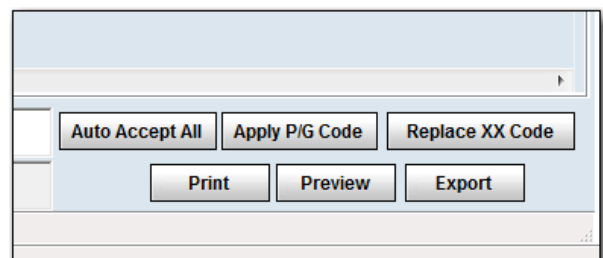 Auto Accept All Apply P/G Code Replace XX Code
Print Preview Export